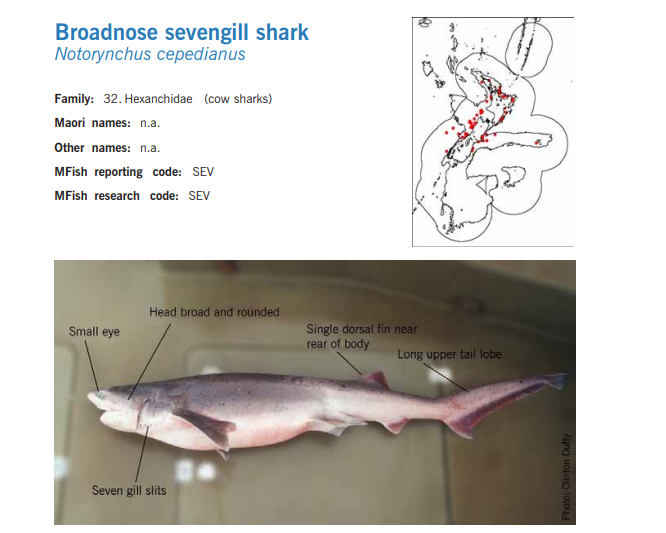 Broadnose sevengill shark
Notorynchus cepedianus
Family: 32. Hexanchidae (cow sharks)
Maori names: n.a.
Other names: n.a.
MFish reporting code: SEV
MFish research code: SEV
Head broad and rounded
Small eye
Single dorsal fin near
rear of body
Long upper tail lobe
Seven gill slits
Photo: Clinton Duffy